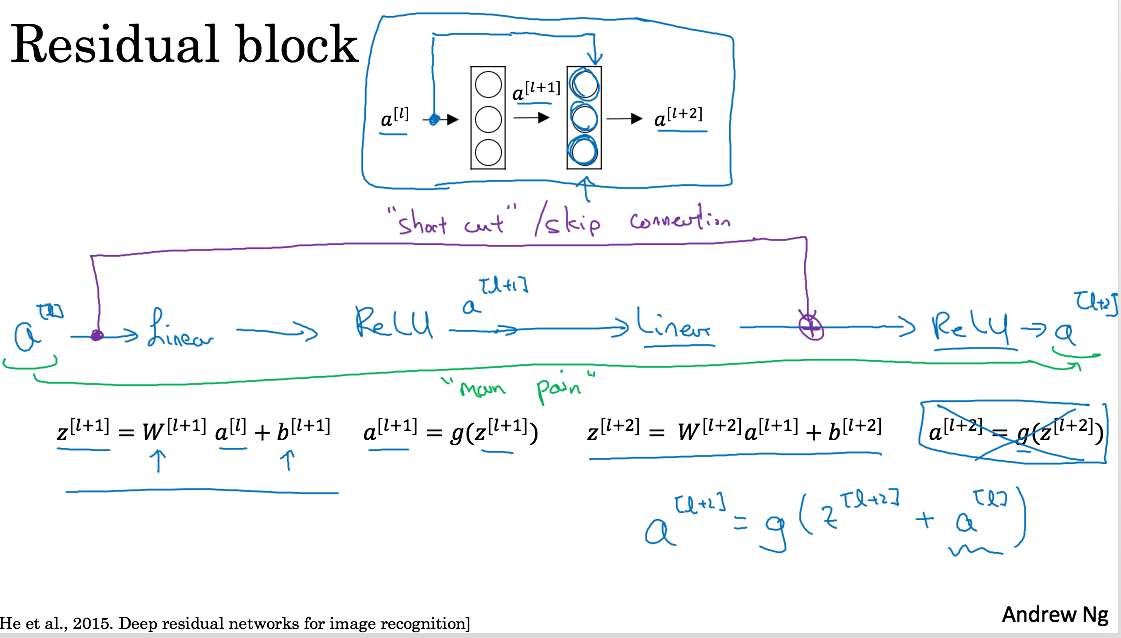 Residual block
a[l]
a[l+1]
a[l+2]
"short cut" / skip connection
a[l] Linear ReLU a[l+1] Linear ReLU a[l+2]
"main
z[l+1] = W[l+1] a[l] + b[l+1] a[l+1] = g(z[l+1]) z[l+2] = W[l+2]a[l+1] + b[l+2] a[l+2] = g(z[l+2])
a[l+2] = g(z[l+2] + a[l])
Andrew Ng
He et al., 2015. Deep residual networks for image recognition]